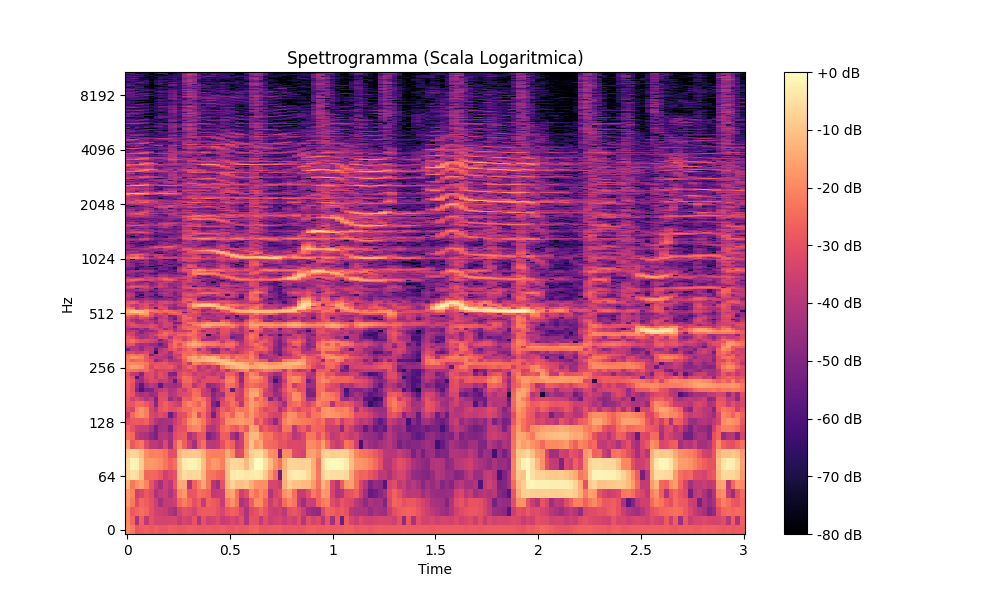 Spettrogramma (Scala Logaritmica)
Hz
8192
4096
2048
1024
512
256
128
64
0
0
0.5
1
1.5
2
2.5
3
Time
+0 dB
-10 dB
-20 dB
-30 dB
-40 dB
-50 dB
-60 dB
-70 dB
-80 dB